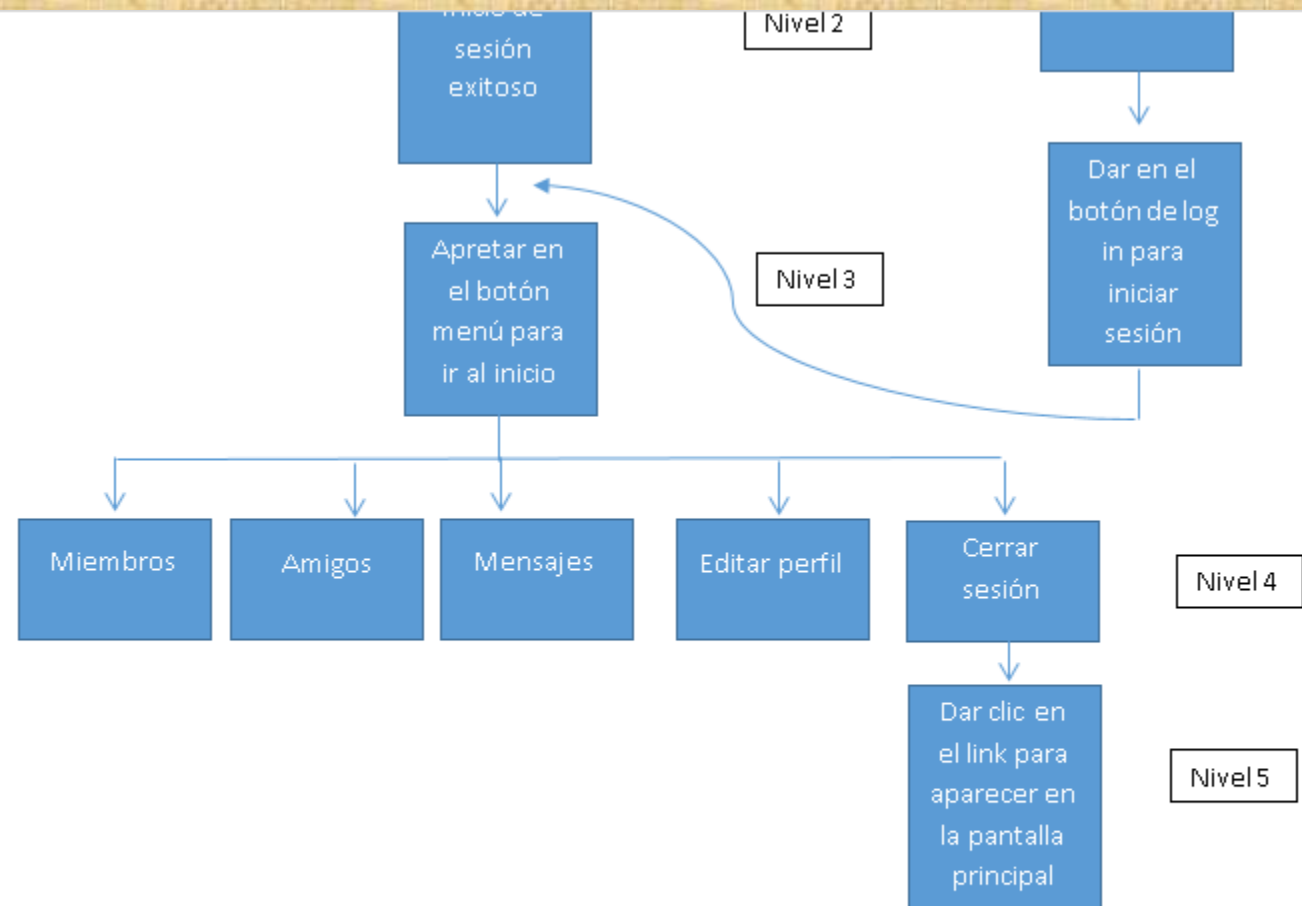 Inicio de
sesión
exitoso
Nivel 2
Dar en el
botón de log
in para
iniciar
sesión
Apretar en
el botón
menú para
ir al inicio
Nivel 3
Miembros
Amigos
Mensajes
Editar perfil
Cerrar
sesión
Nivel 4
Dar clic en
el link para
aparecer en
la pantalla
principal
Nivel 5